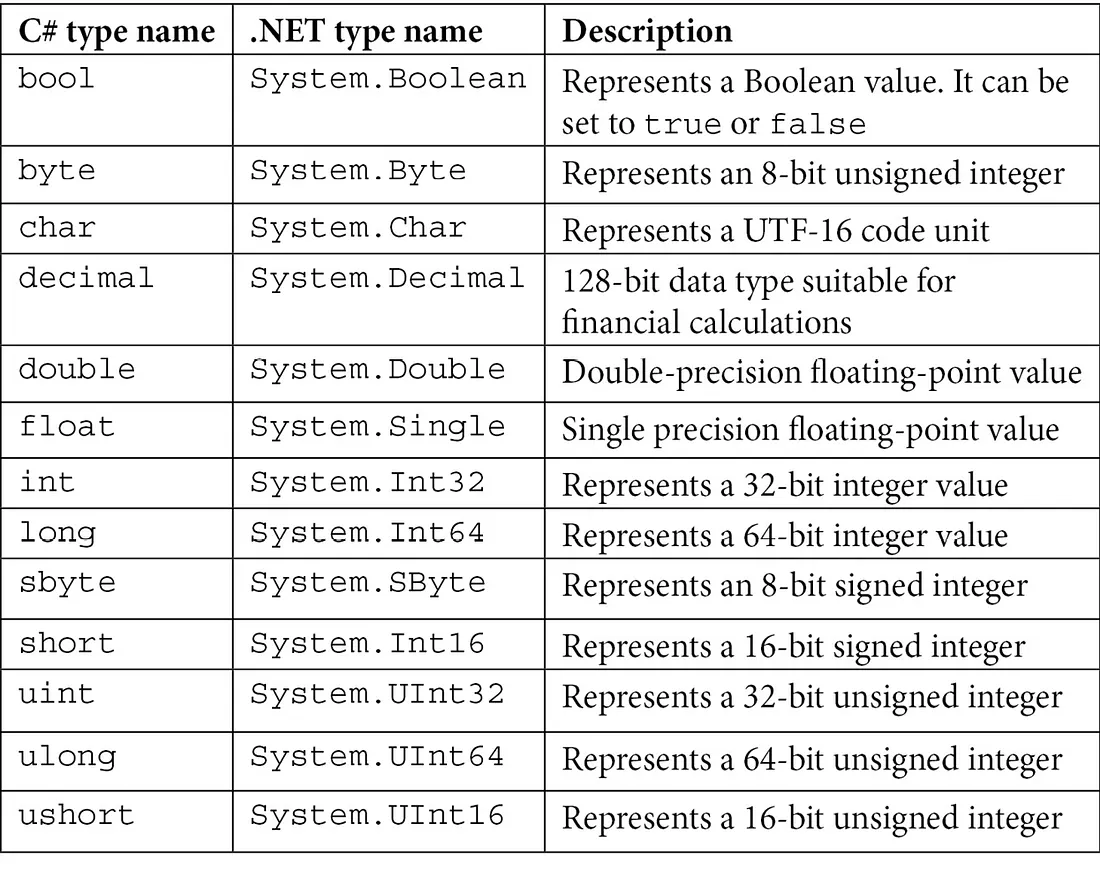 C# type name .NET type name Description
bool System.Boolean Represents a Boolean value. It can be
set to true or false
byte System.Byte Represents an 8-bit unsigned integer
char System.Char Represents a UTF-16 code unit
decimal System.Decimal 128-bit data type suitable for
financial calculations
double System.Double Double-precision floating-point value
float System.Single Single precision floating-point value
int System.Int32 Represents a 32-bit integer value
long System.Int64 Represents a 64-bit integer value
sbyte System.SByte Represents an 8-bit signed integer
short System.Int16 Represents a 16-bit signed integer
uint System.UInt32 Represents a 32-bit unsigned integer
ulong System.UInt64 Represents a 64-bit unsigned integer
ushort System.UInt16 Represents a 16-bit unsigned integer